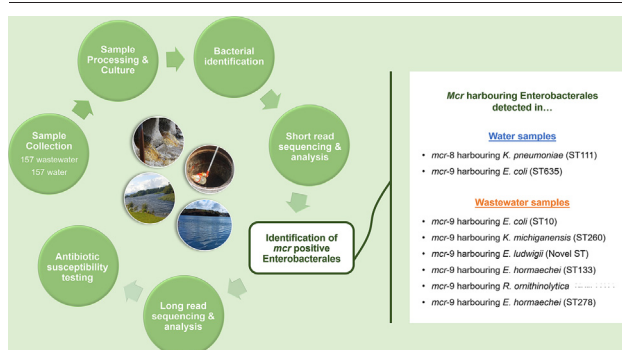 Sample
Processing &
Culture
Bacterial
identification
Sample
Collection
157 wastewater
157 water
Short read
sequencing &
analysis
Identification of
mcr positive
Enterobacterales
Long read
sequencing &
analysis
Antibiotic
susceptibility
testing
Mcr harbouring Enterobacterales
detected in…
Water samples
• mcr-8 harbouring K. pneumoniae (ST111)
• mcr-9 harbouring E. coli (ST635)
Wastewater samples
• mcr-9 harbouring E. coli (ST10)
• mcr-9 harbouring K. michiganensis (ST260)
• mcr-9 harbouring E. ludwigii (Novel ST)
• mcr-9 harbouring E. hormaechei (ST133)
• mcr-9 harbouring R. ornithinolytica
• mcr-9 harbouring E. hormaechei (ST278)